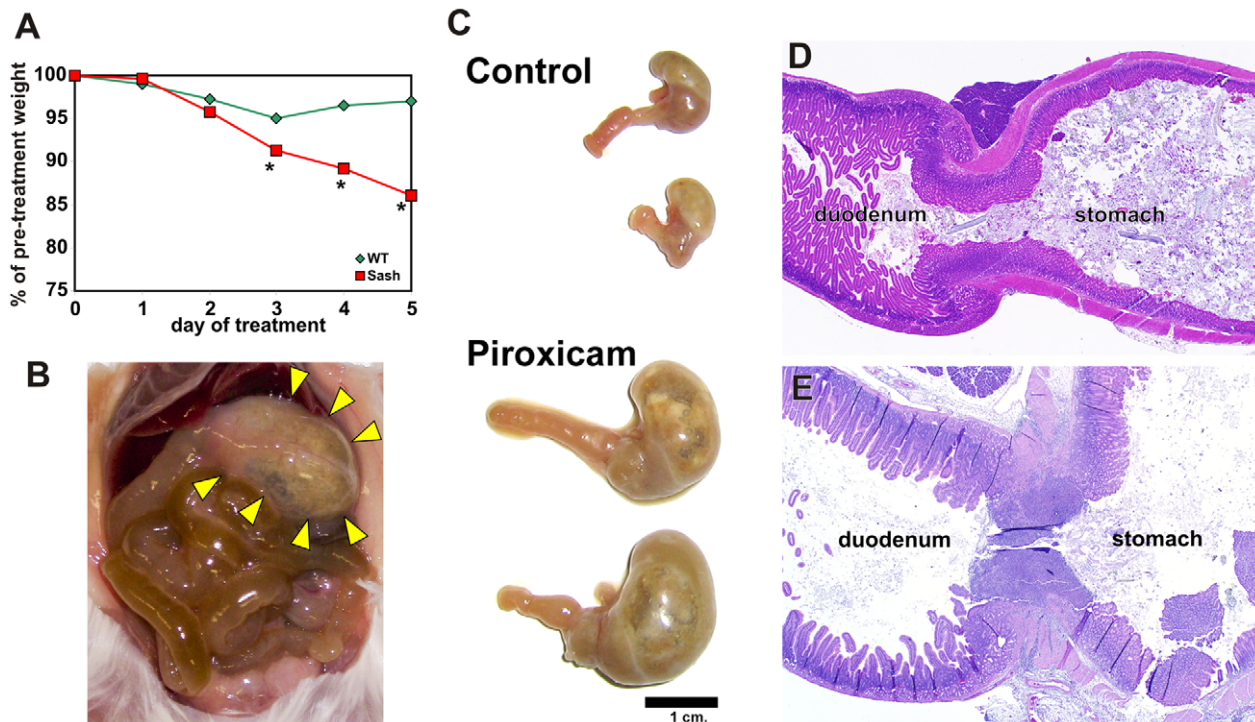 A
% of pre-treatment weight
100
95
90
85
80
75
*
*
*
WT
Sash
0 1 2 3 4 5
day of treatment
B
C
Control
Piroxicam
1 cm.
D
duodenum stomach
E
duodenum stomach